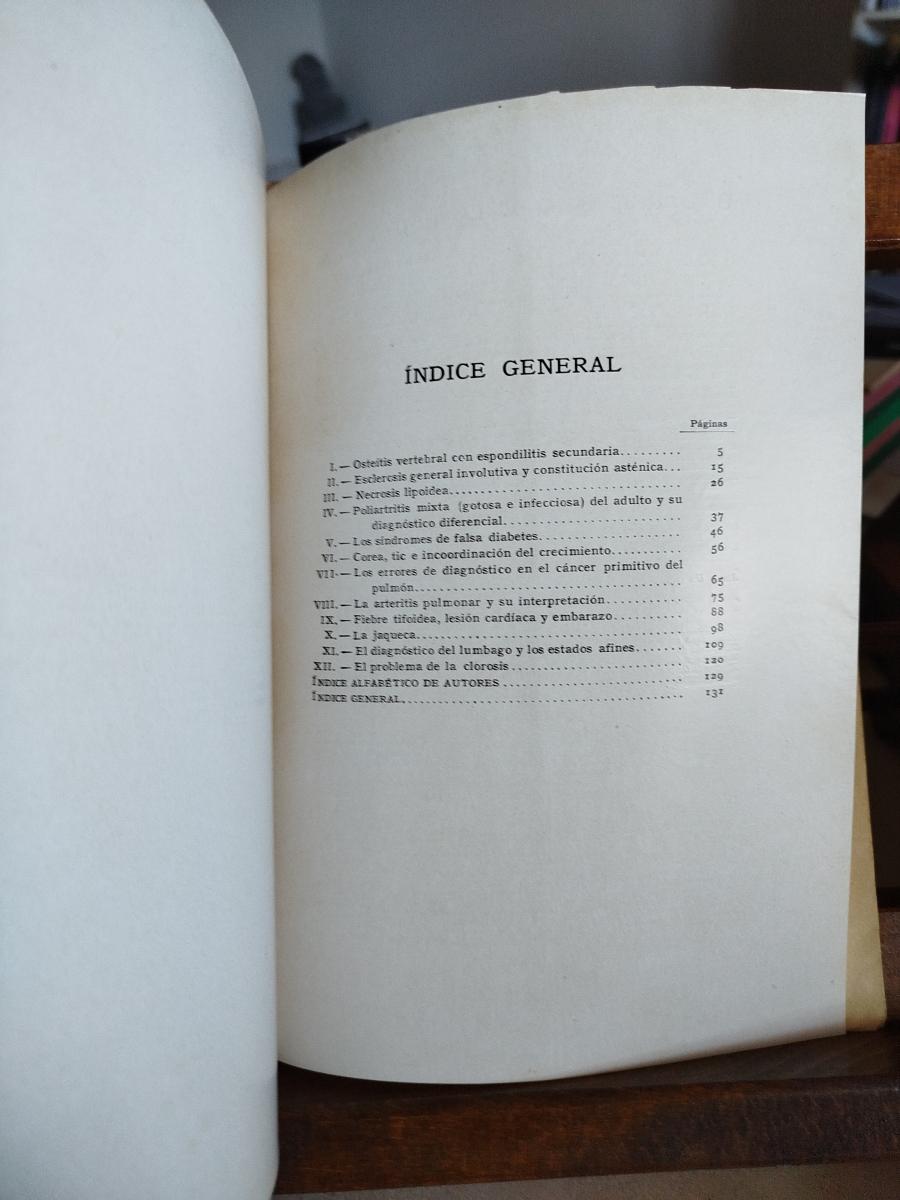 ÍNDICE GENERAL
Páginas
I.— Osteítis vertebral con espondilitis secundaria......... 5
II.— Esclerosis general involutiva y constitución asténica... 15
III.— Necrosis lipoidea................................ 26
IV.— Poliartritis mixta (gotosa e infecciosa) del adulto y su
diagnóstico diferencial......................... 37
V.— Los síndromes de falsa diabetes.................... 46
VI.— Corea, tic e incoordinación del crecimiento.......... 56
VII.— Los errores de diagnóstico en el cáncer primitivo del
pulmón...................................... 65
VIII.— La arteritis pulmonar y su interpretación........... 75
IX.— Fiebre tifoidea, lesión cardíaca y embarazo.......... 88
X.— La jaqueca..................................... 98
XI.— El diagnóstico del lumbago y los estados afines....... 109
XII.— El problema de la clorosis........................ 120
ÍNDICE ALFABÉTICO DE AUTORES .......................... 129
ÍNDICE GENERAL........................................ 131